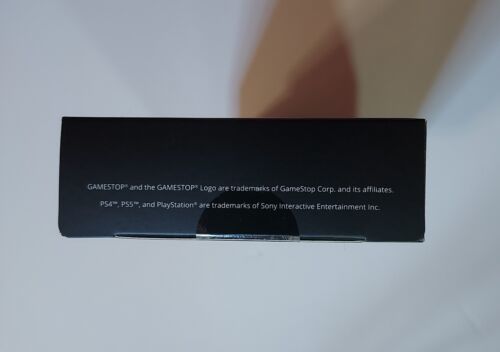 GAMESTOP® and the GAMESTOP® Logo are trademarks of GameStop Corp. and its affiliates.
PS4™, PS5™, and PlayStation® are trademarks of Sony Interactive Entertainment Inc.